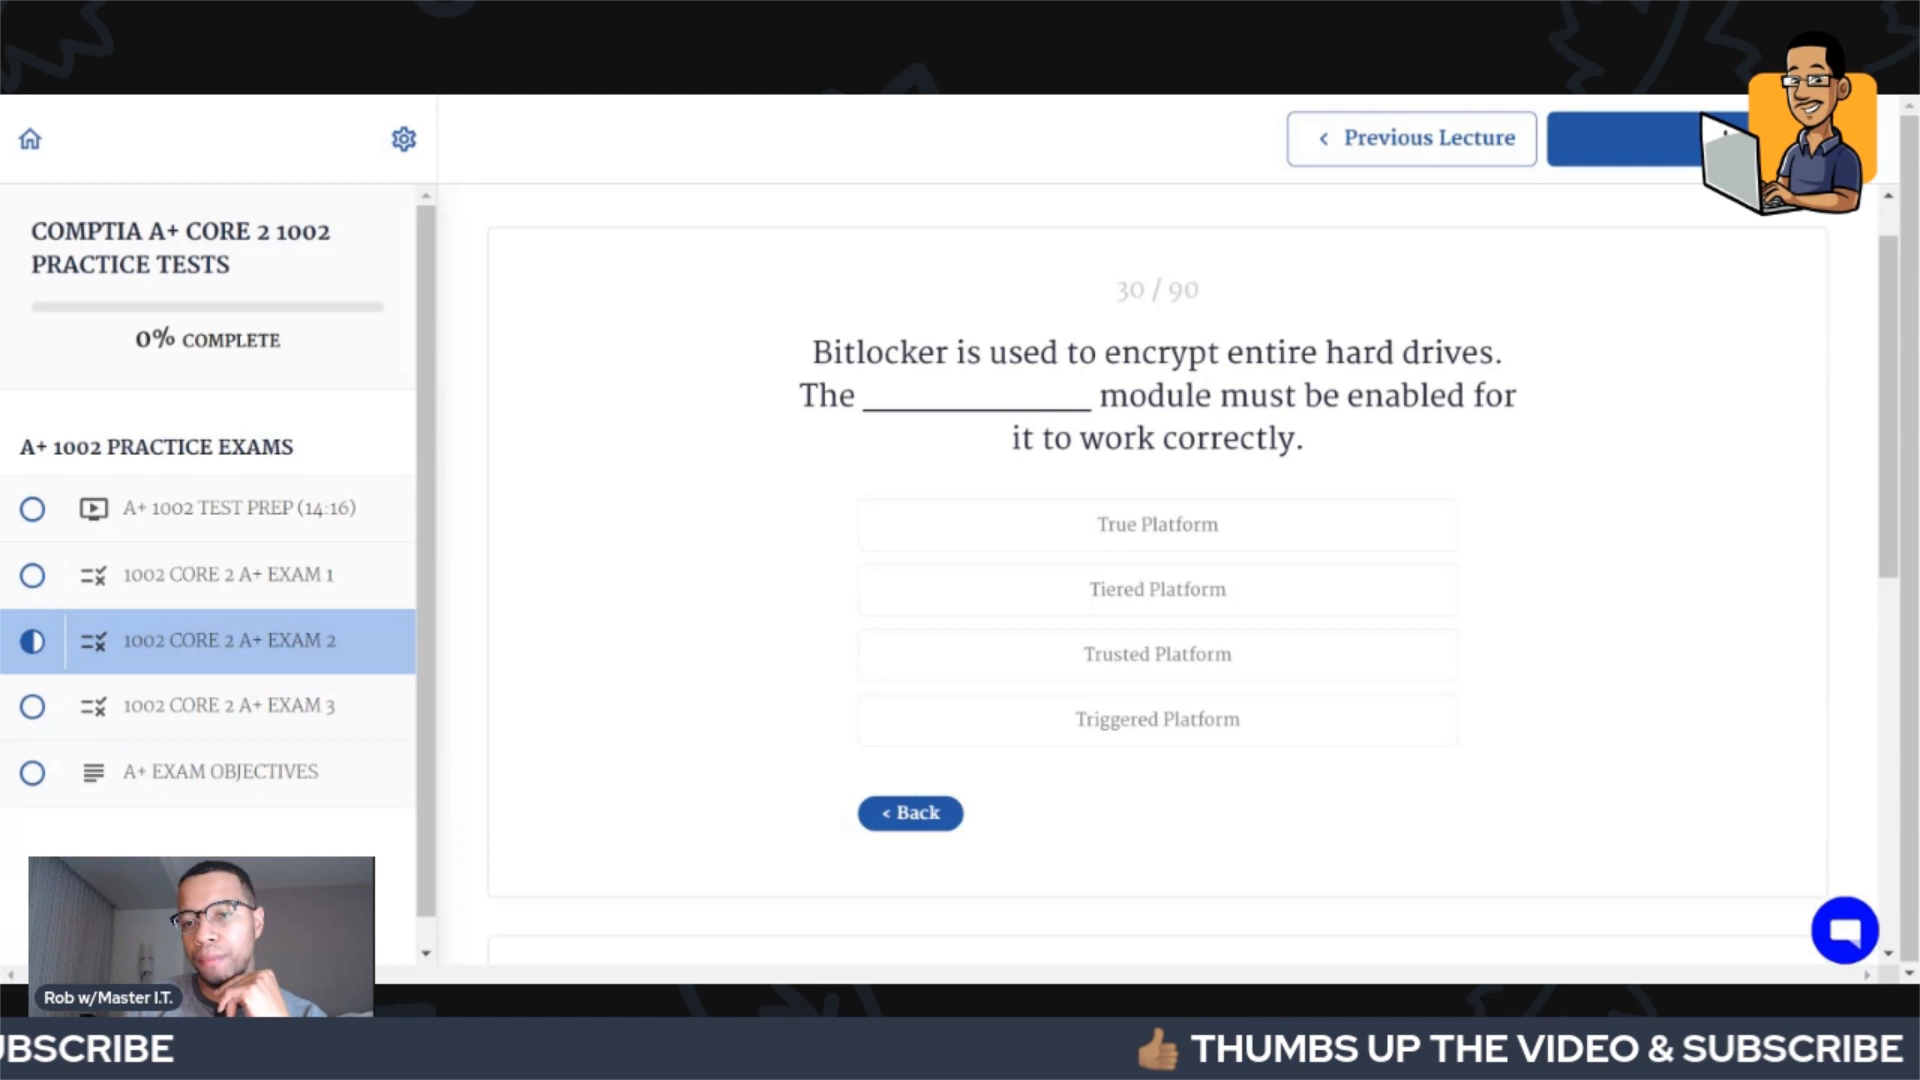 Previous Lecture
COMPTIA A+ CORE 2 1002
PRACTICE TESTS
0% COMPLETE
A+ 1002 PRACTICE EXAMS
A+ 1002 TEST PREP (14:16)
1002 CORE 2 A+ EXAM 1
1002 CORE 2 A+ EXAM 2
1002 CORE 2 A+ EXAM 3
A+ EXAM OBJECTIVES
30 / 90
Bitlocker is used to encrypt entire hard drives.
The _____________ module must be enabled for
it to work correctly.
True Platform
Tiered Platform
Trusted Platform
Triggered Platform
< Back
Rob w/Master I.T.
UBSCRIBE
THUMBS UP THE VIDEO & SUBSCRIBE